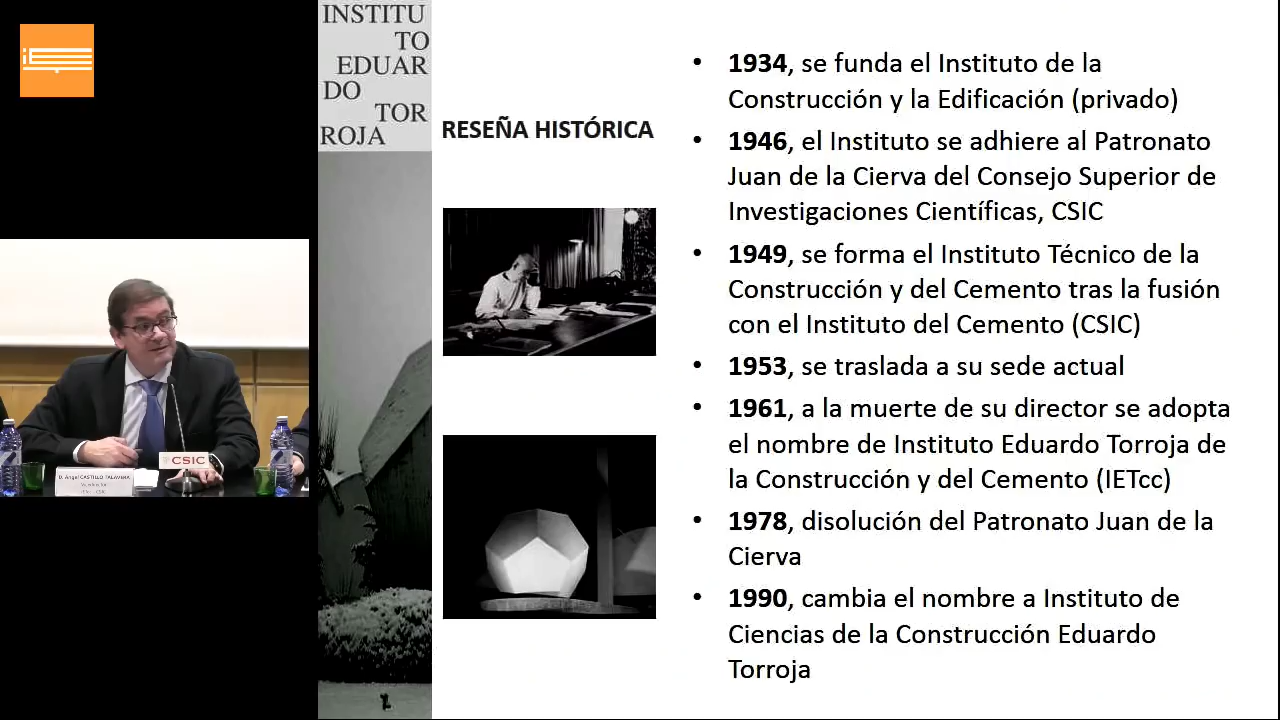 INSTITU
TO
EDUAR
DO
TOR
ROJA
RESEÑA HISTÓRICA
• 1934, se funda el Instituto de la
Construcción y la Edificación (privado)
• 1946, el Instituto se adhiere al Patronato
Juan de la Cierva del Consejo Superior de
Investigaciones Científicas, CSIC
• 1949, se forma el Instituto Técnico de la
Construcción y del Cemento tras la fusión
con el Instituto del Cemento (CSIC)
• 1953, se traslada a su sede actual
• 1961, a la muerte de su director se adopta
el nombre de Instituto Eduardo Torroja de
la Construcción y del Cemento (IETcc)
• 1978, disolución del Patronato Juan de la
Cierva
• 1990, cambia el nombre a Instituto de
Ciencias de la Construcción Eduardo
Torroja
CSIC
D. Ángel CASTILLO TALAVERA